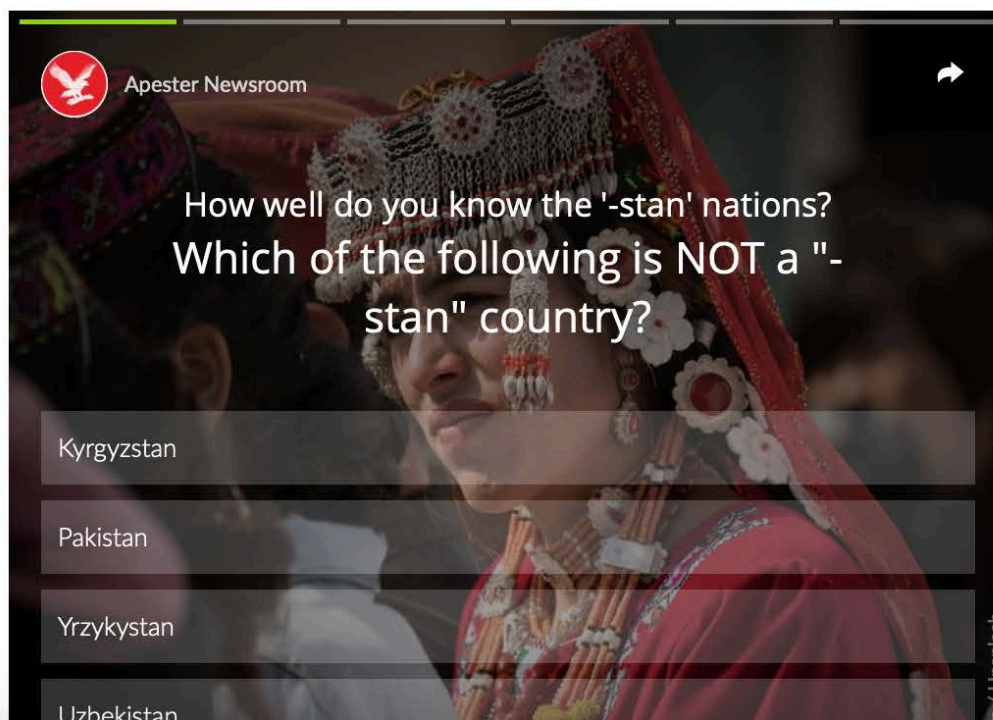 Apester Newsroom
How well do you know the '-stan' nations?
Which of the following is NOT a "-
stan" country?
Kyrgyzstan
Pakistan
Yrzykystan
Uzbekistan